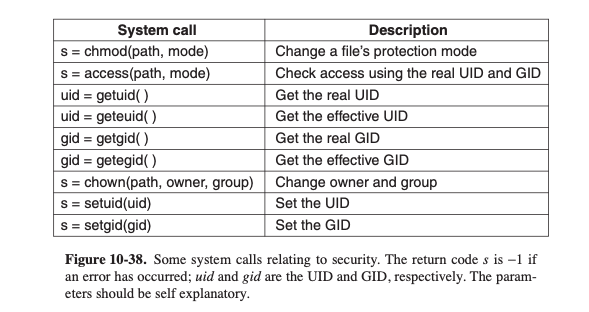 System call Description
s = chmod(path, mode) Change a file's protection mode
s = access(path, mode) Check access using the real UID and GID
uid = getuid( ) Get the real UID
uid = geteuid( ) Get the effective UID
gid = getgid( ) Get the real GID
gid = getegid( ) Get the effective GID
s = chown(path, owner, group) Change owner and group
s = setuid(uid) Set the UID
s = setgid(gid) Set the GID
Figure 10-38. Some system calls relating to security. The return code s is −1 if
an error has occurred; uid and gid are the UID and GID, respectively. The param-
eters should be self explanatory.